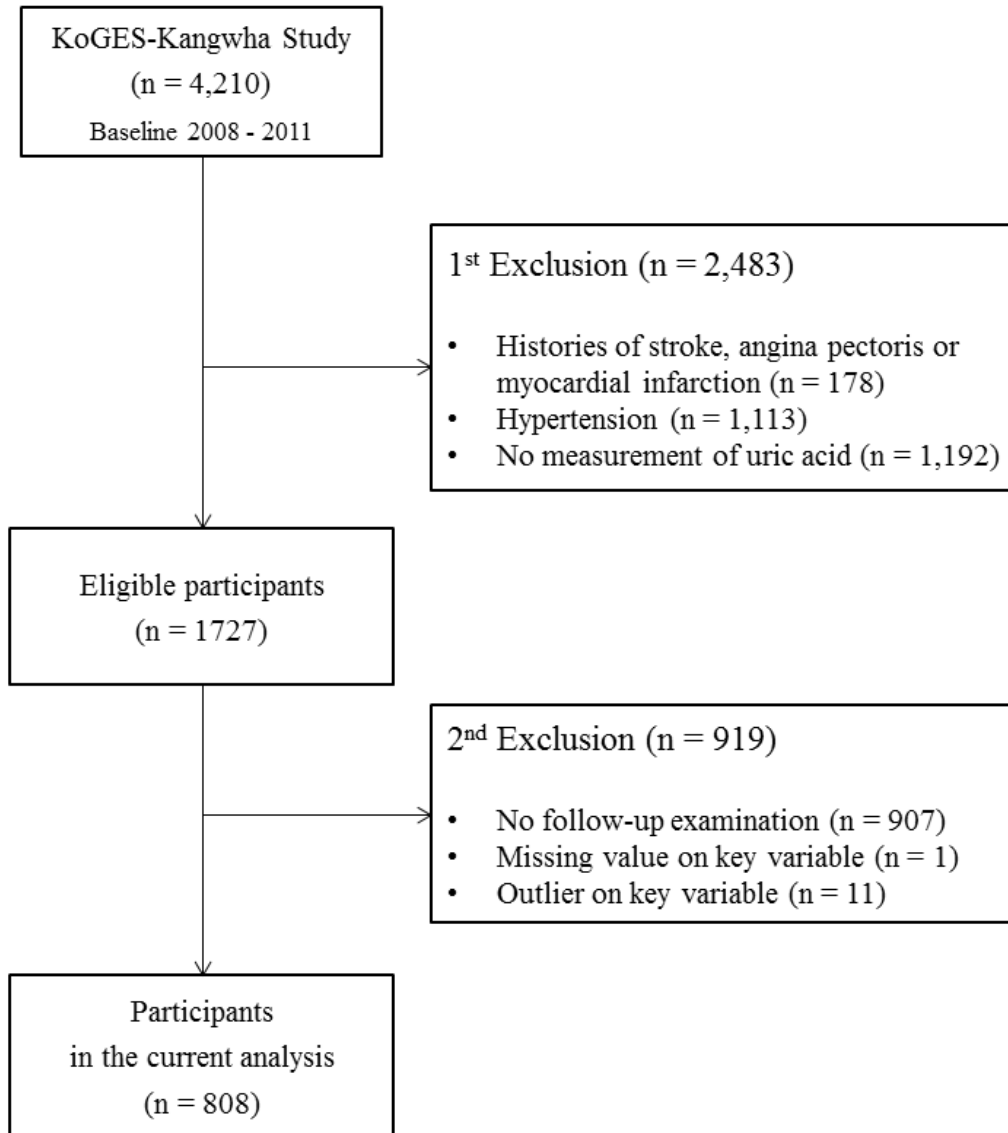 KoGES-Kangwha Study
(n = 4,210)
Baseline 2008 - 2011
1st Exclusion (n = 2,483)
• Histories of stroke, angina pectoris or
myocardial infarction (n = 178)
• Hypertension (n = 1,113)
• No measurement of uric acid (n = 1,192)
Eligible participants
(n = 1727)
2nd Exclusion (n = 919)
• No follow-up examination (n = 907)
• Missing value on key variable (n = 1)
• Outlier on key variable (n = 11)
Participants
in the current analysis
(n = 808)